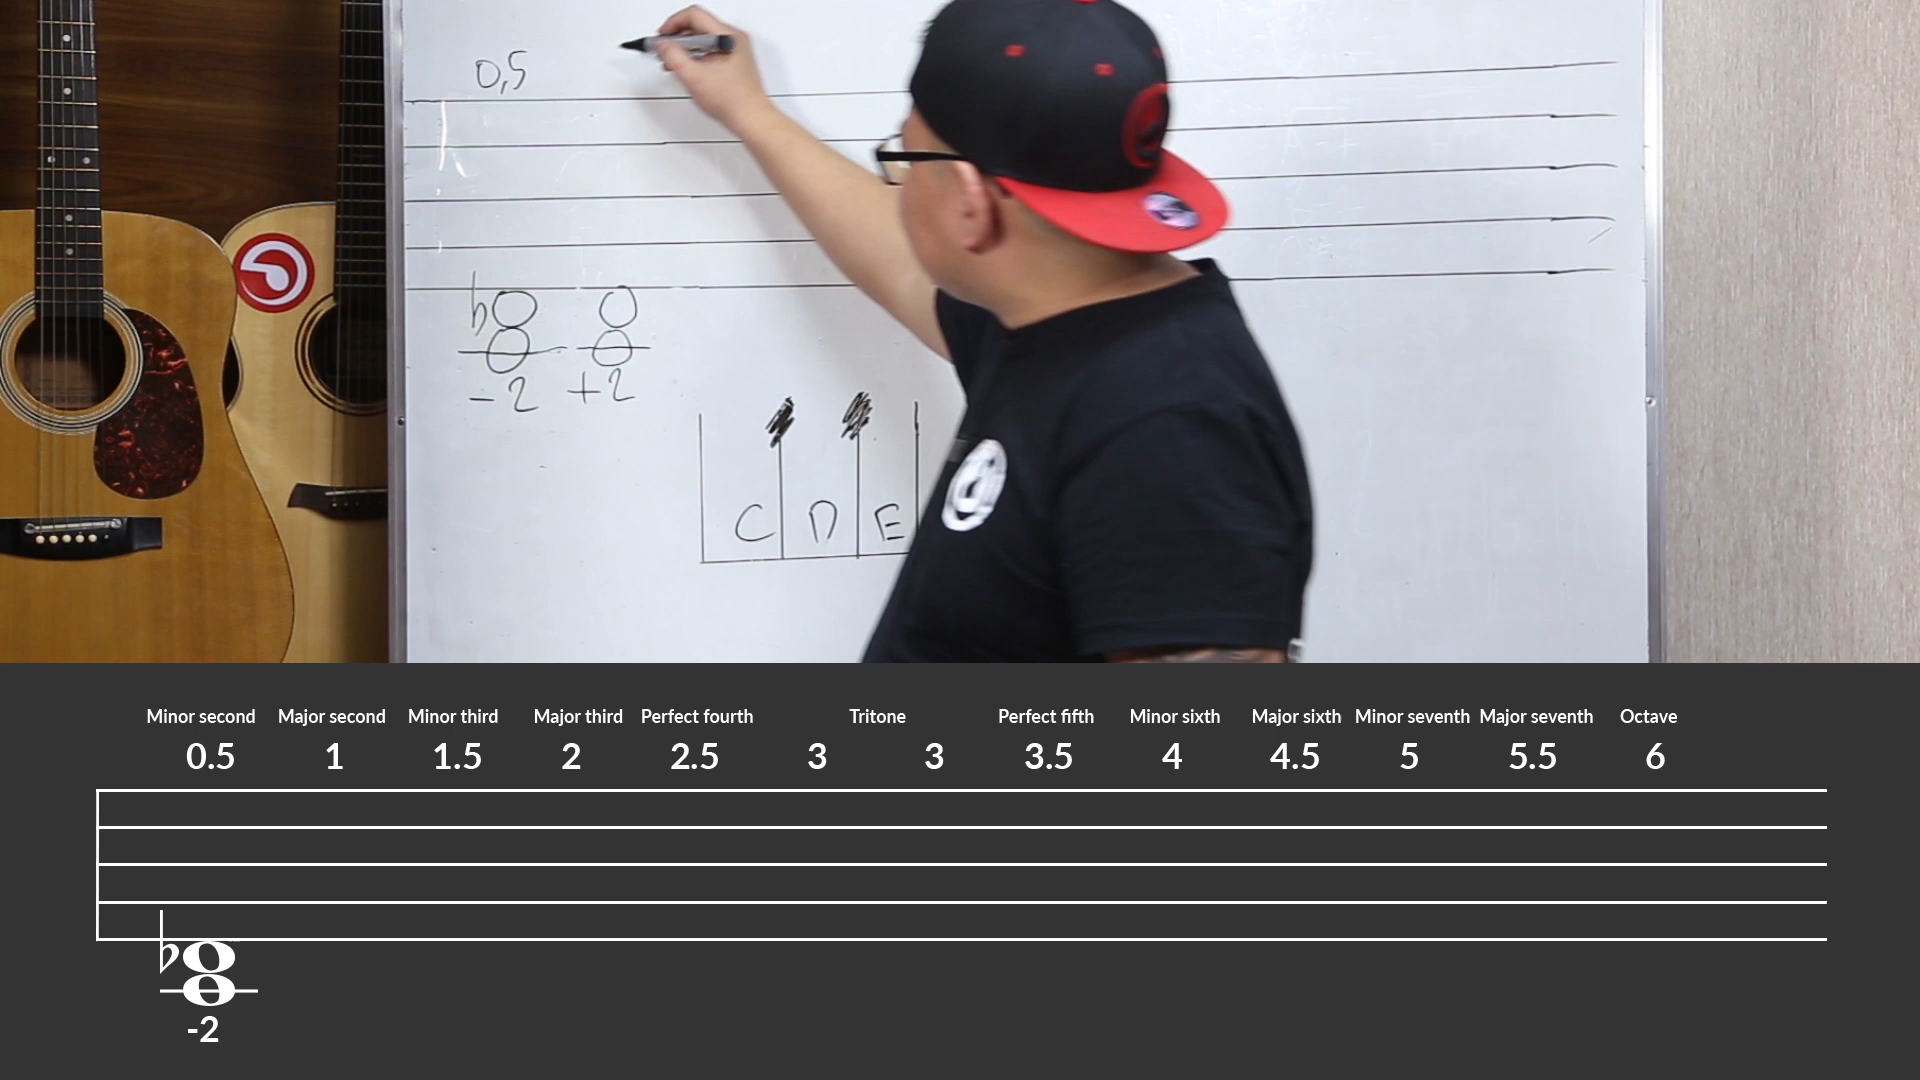 0,5
b
-2 +2
C D E
Minor second Major second Minor third Major third Perfect fourth Tritone Perfect fifth Minor sixth Major sixth Minor seventh Major seventh Octave
0.5 1 1.5 2 2.5 3 3 3.5 4 4.5 5 5.5 6
-2